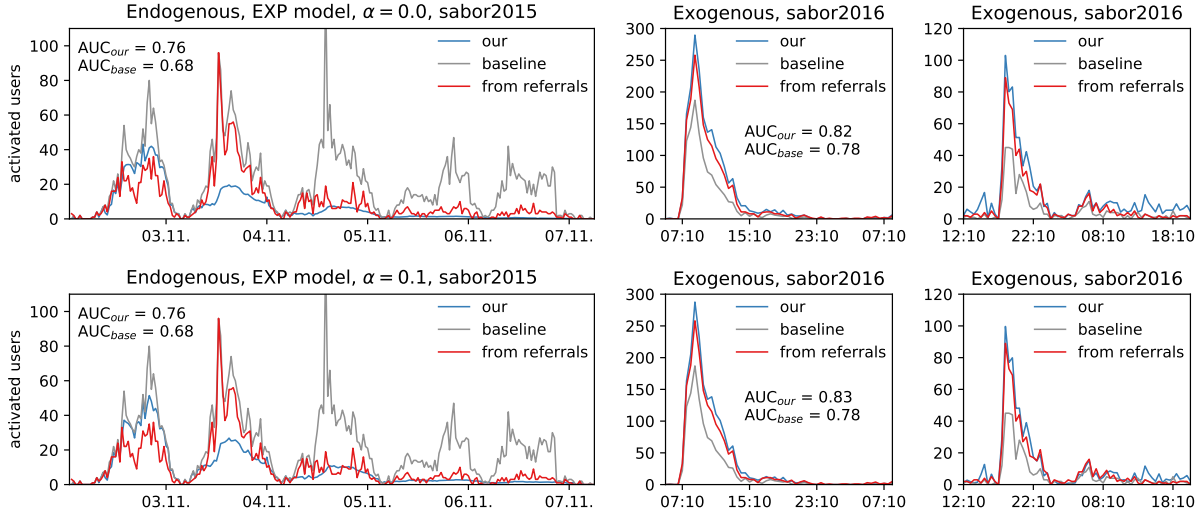 Endogenous, EXP model, α = 0.0, sabor2015
activated users
100
80
60
40
20
0
AUCour = 0.76
AUCbase = 0.68
our
baseline
from referrals
03.11. 04.11. 05.11. 06.11. 07.11.
Exogenous, sabor2016
300
250
200
150
100
50
0
our
baseline
from referrals
AUCour = 0.82
AUCbase = 0.78
07:10 15:10 23:10 07:10
Exogenous, sabor2016
120
100
80
60
40
20
0
our
baseline
from referrals
12:10 22:10 08:10 18:10
Endogenous, EXP model, α = 0.1, sabor2015
activated users
100
80
60
40
20
0
AUCour = 0.76
AUCbase = 0.68
our
baseline
from referrals
03.11. 04.11. 05.11. 06.11. 07.11.
Exogenous, sabor2016
300
250
200
150
100
50
0
our
baseline
from referrals
AUCour = 0.83
AUCbase = 0.78
07:10 15:10 23:10 07:10
Exogenous, sabor2016
120
100
80
60
40
20
0
our
baseline
from referrals
12:10 22:10 08:10 18:10